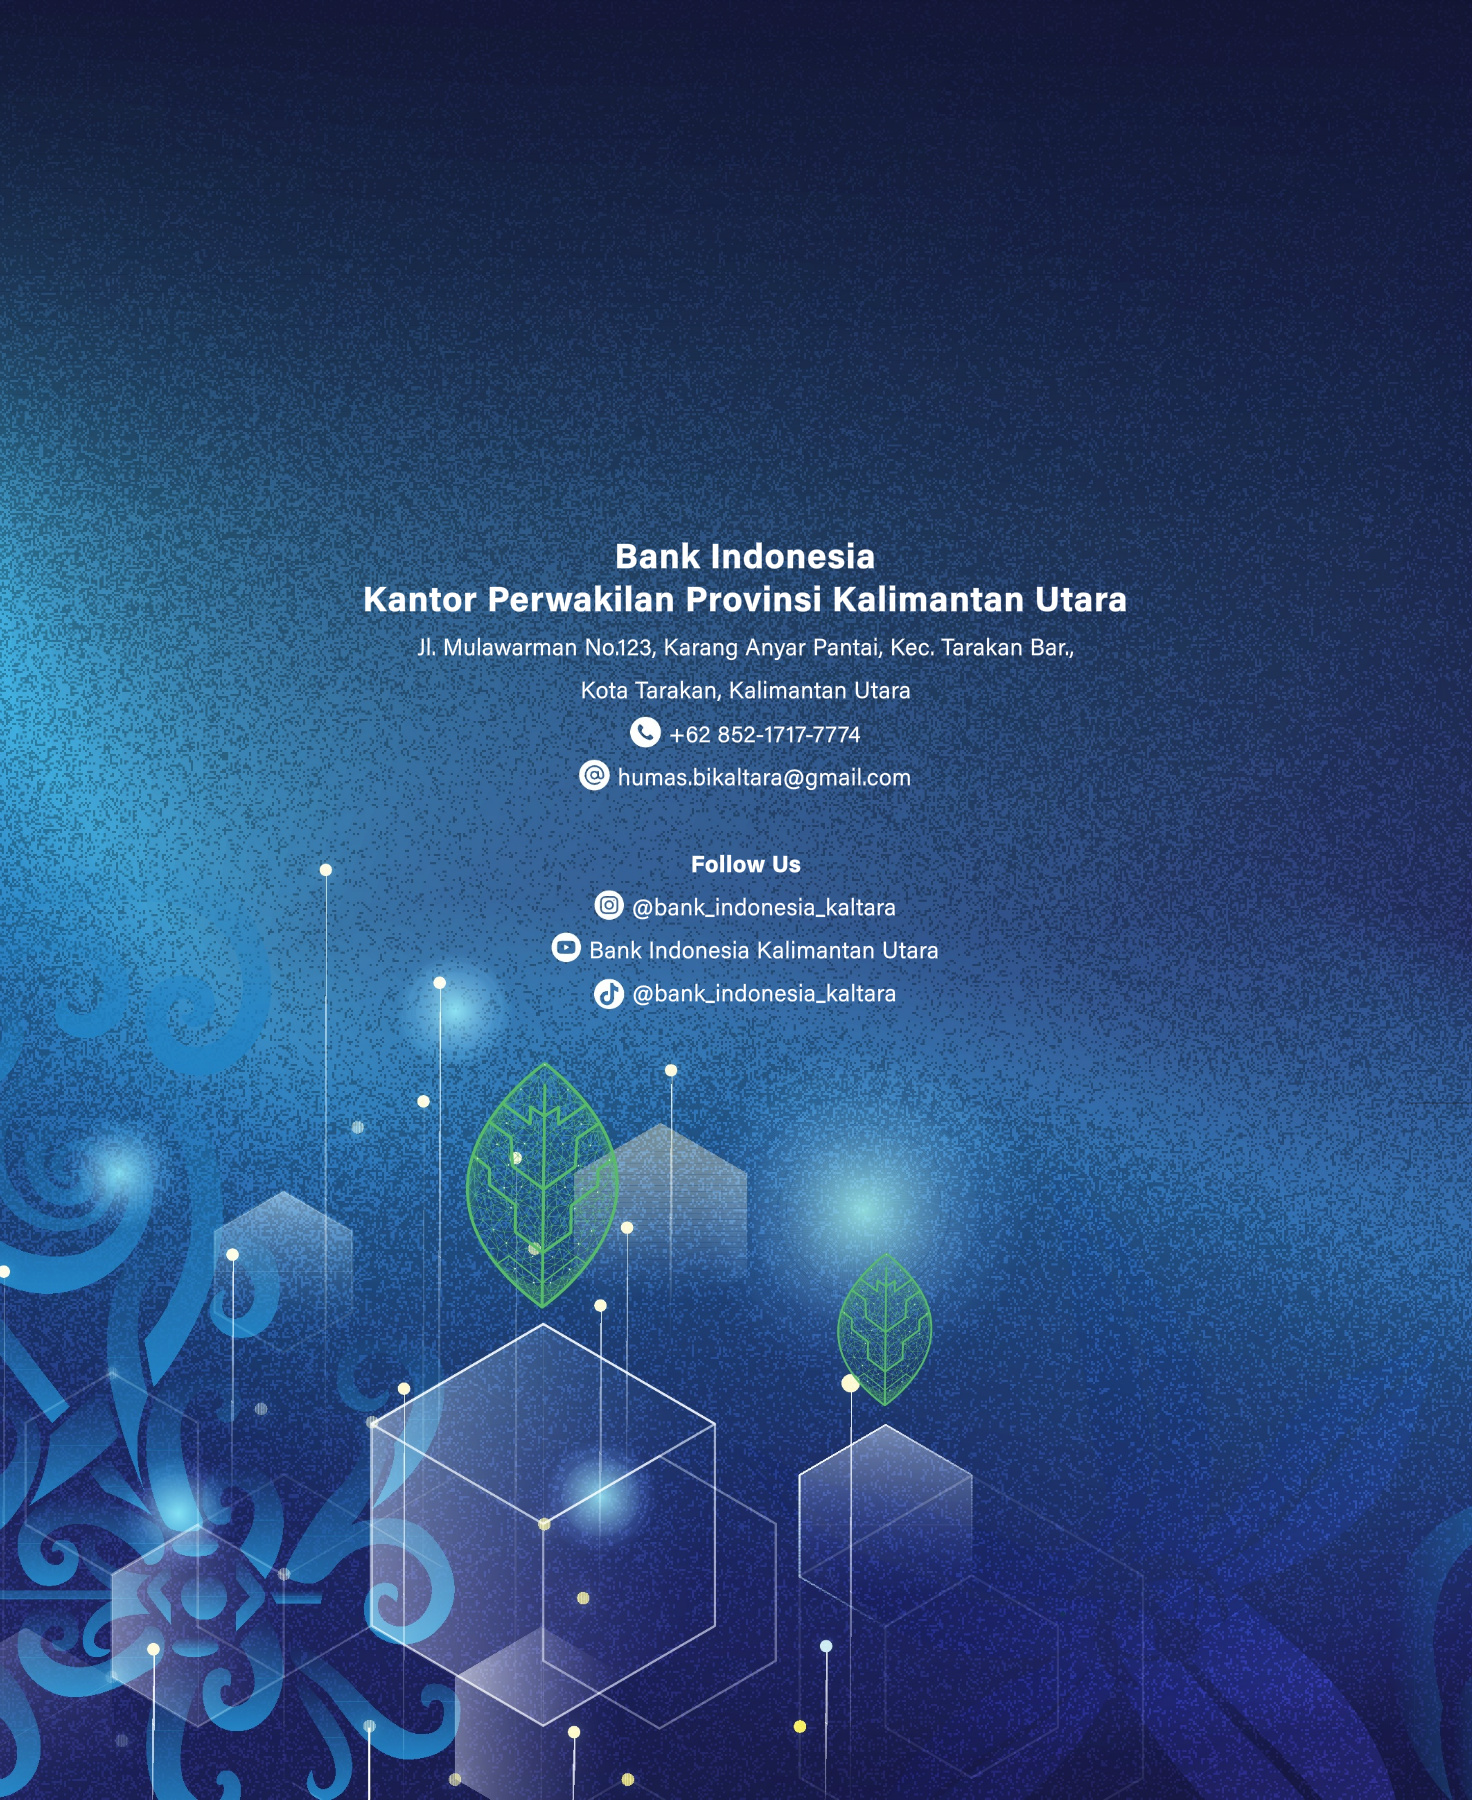 Bank Indonesia
Kantor Perwakilan Provinsi Kalimantan Utara
Jl. Mulawarman No.123, Karang Anyar Pantai, Kec. Tarakan Bar.,
Kota Tarakan, Kalimantan Utara
+62 852-1717-7774
humas.bikaltara@gmail.com
Follow Us
@bank_indonesia_kaltara
Bank Indonesia Kalimantan Utara
@bank_indonesia_kaltara